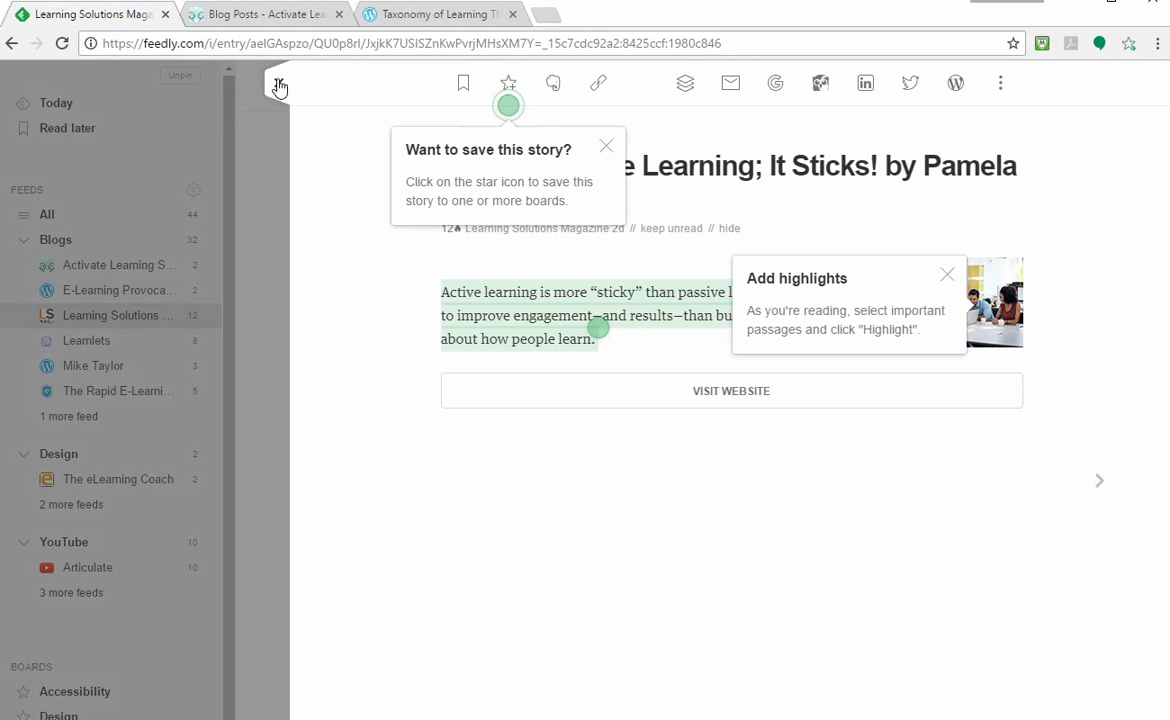 Learning Solutions Maga
Blog Posts - Activate Lea
Taxonomy of Learning Th
https://feedly.com/i/entry/aelGAspzo/QU0p8rI/JxjkK7USISZnKwPvrjMHsXM7Y=_15c7cdc92a2:8425ccf:1980c846
Unpin
Today
Read later
FEEDS
All 44
Blogs 32
Activate Learning S... 2
E-Learning Provoca...
Learning Solutions ... 12
Leamlets 8
Mike Taylor 2
The Rapid E-Learni... 5
1 more feed
Design 2
The eLearning Coach 2
2 more feeds
YouTube 10
Articulate 10
3 more feeds
BOARDS
Accessibility
Design
Want to save this story?
Click on the star icon to save this
story to one or more boards.
e Learning; It Sticks! by Pamela
12 Learning Solutions Magazine 2d // keep unread // hide
Active learning is more “sticky” than passive l
to improve engagement—and results—than bu
about how people learn.
Add highlights
As you're reading, select important
passages and click "Highlight".
VISIT WEBSITE